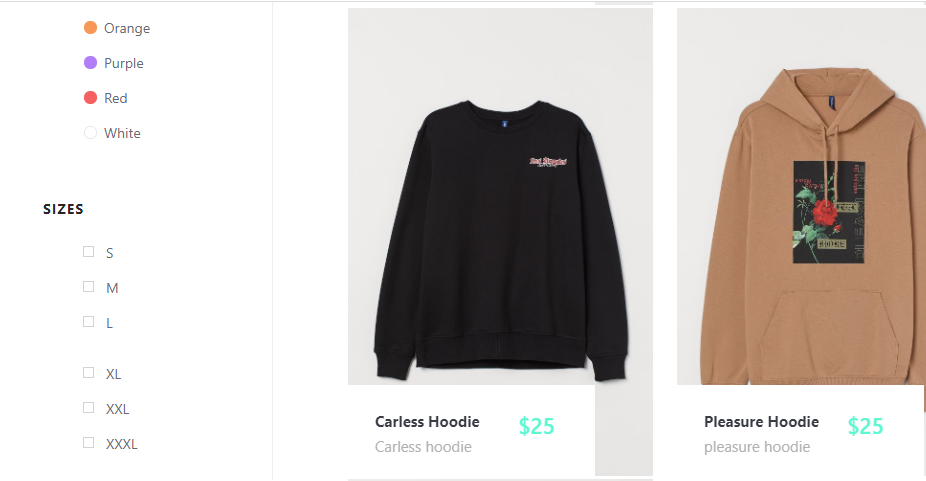 Orange
Purple
Red
White
SIZES
S
M
L
XL
XXL
XXXL
Carless Hoodie
$25
Carless hoodie
Pleasure Hoodie
$25
pleasure hoodie